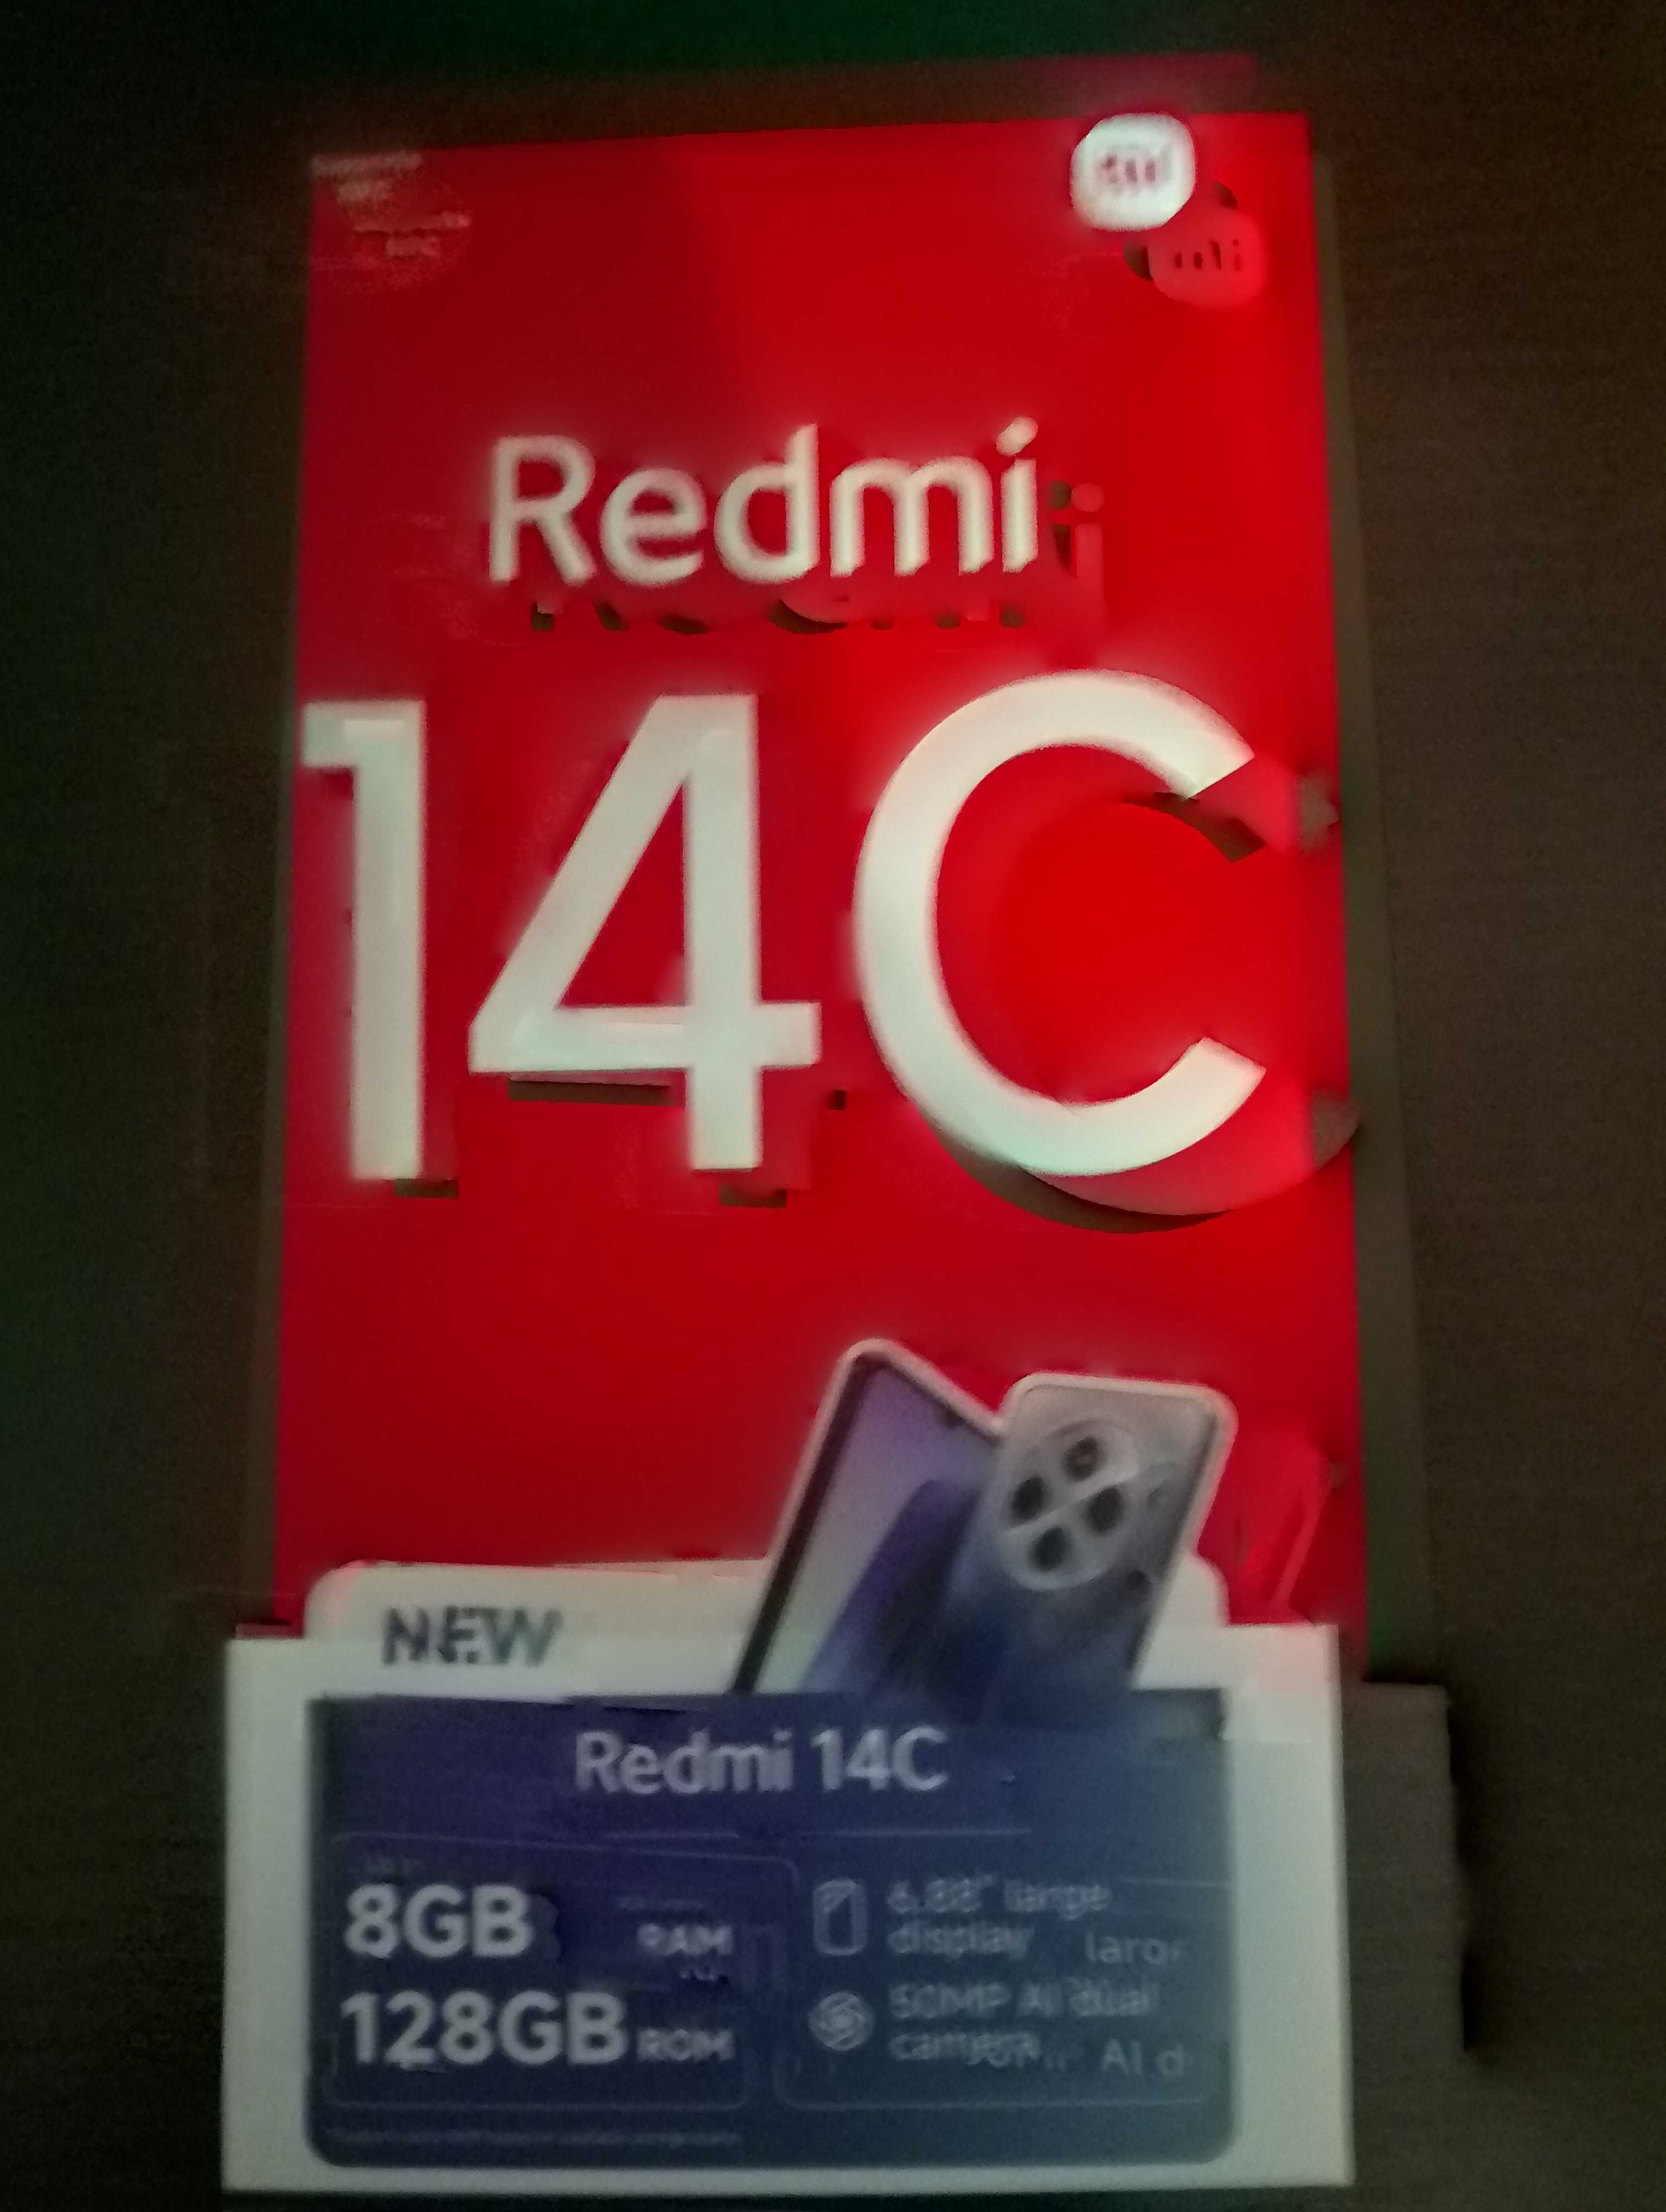 Redmi
14C
NEW
Redmi 14C
8GB RAM
128GB ROM
6.88" large
display
50MP AI dual
camera